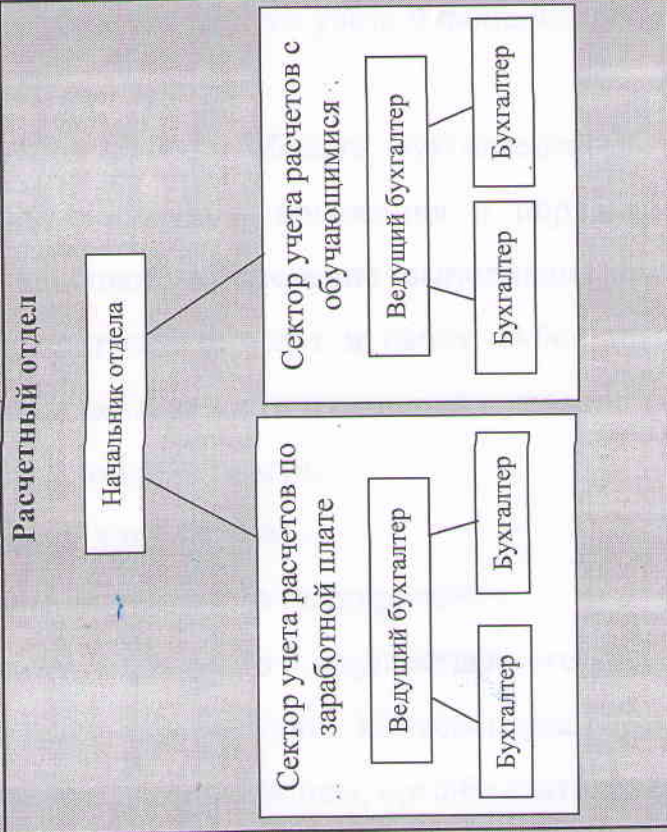 Расчетный отдел
Начальник отдела
Сектор учета расчетов по
заработной плате
Ведущий бухгалтер
Бухгалтер
Бухгалтер
Сектор учета расчетов с
обучающимися
Ведущий бухгалтер
Бухгалтер
Бухгалтер